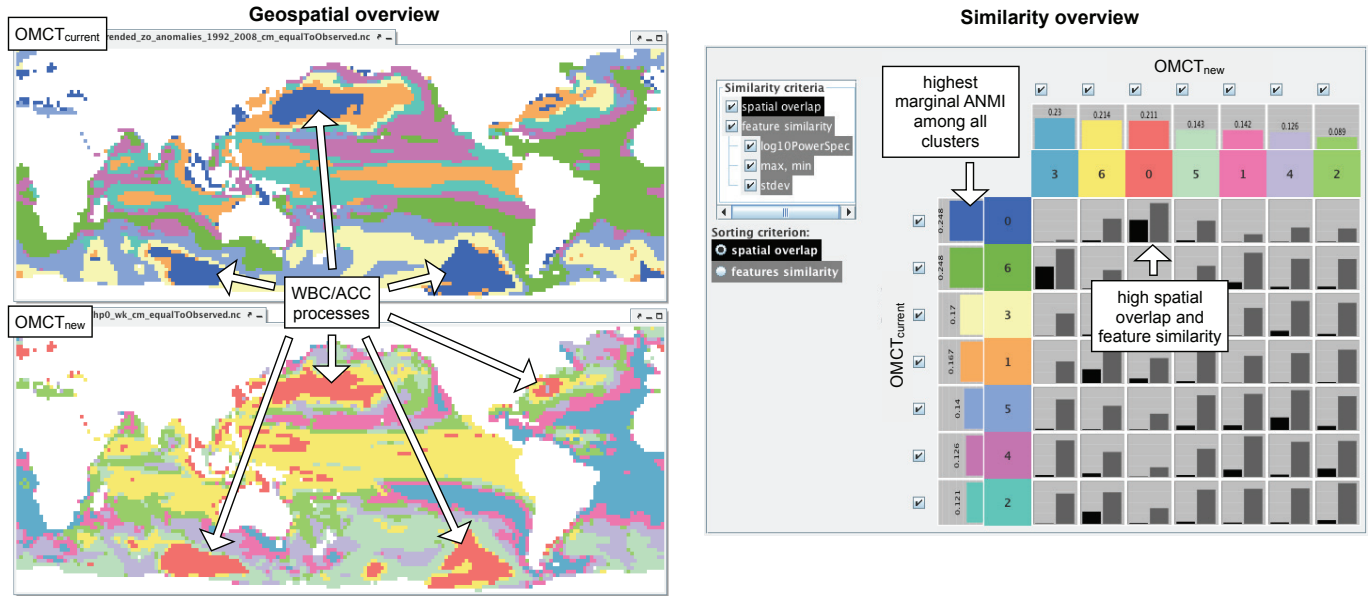 Geospatial overview
OMCTcurrent
rended_zo_anomalies_1992_2008_cm_equalToObserved.nc
WBC/ACC
processes
OMCTnew
hp0_wk_cm_equalToObserved.nc
Similarity overview
Similarity criteria
spatial overlap
feature similarity
log10PowerSpec
max, min
stdev
Sorting criterion:
spatial overlap
features similarity
highest
marginal ANMI
among all
clusters
OMCTnew
0.23 0.214 0.211 0.143 0.142 0.126 0.089
3 6 0 5 1 4 2
OMCTcurrent
0.248 0
0.248 6
0.17 3
0.167 1
0.14 5
0.126 4
0.121 2
high spatial
overlap and
feature similarity